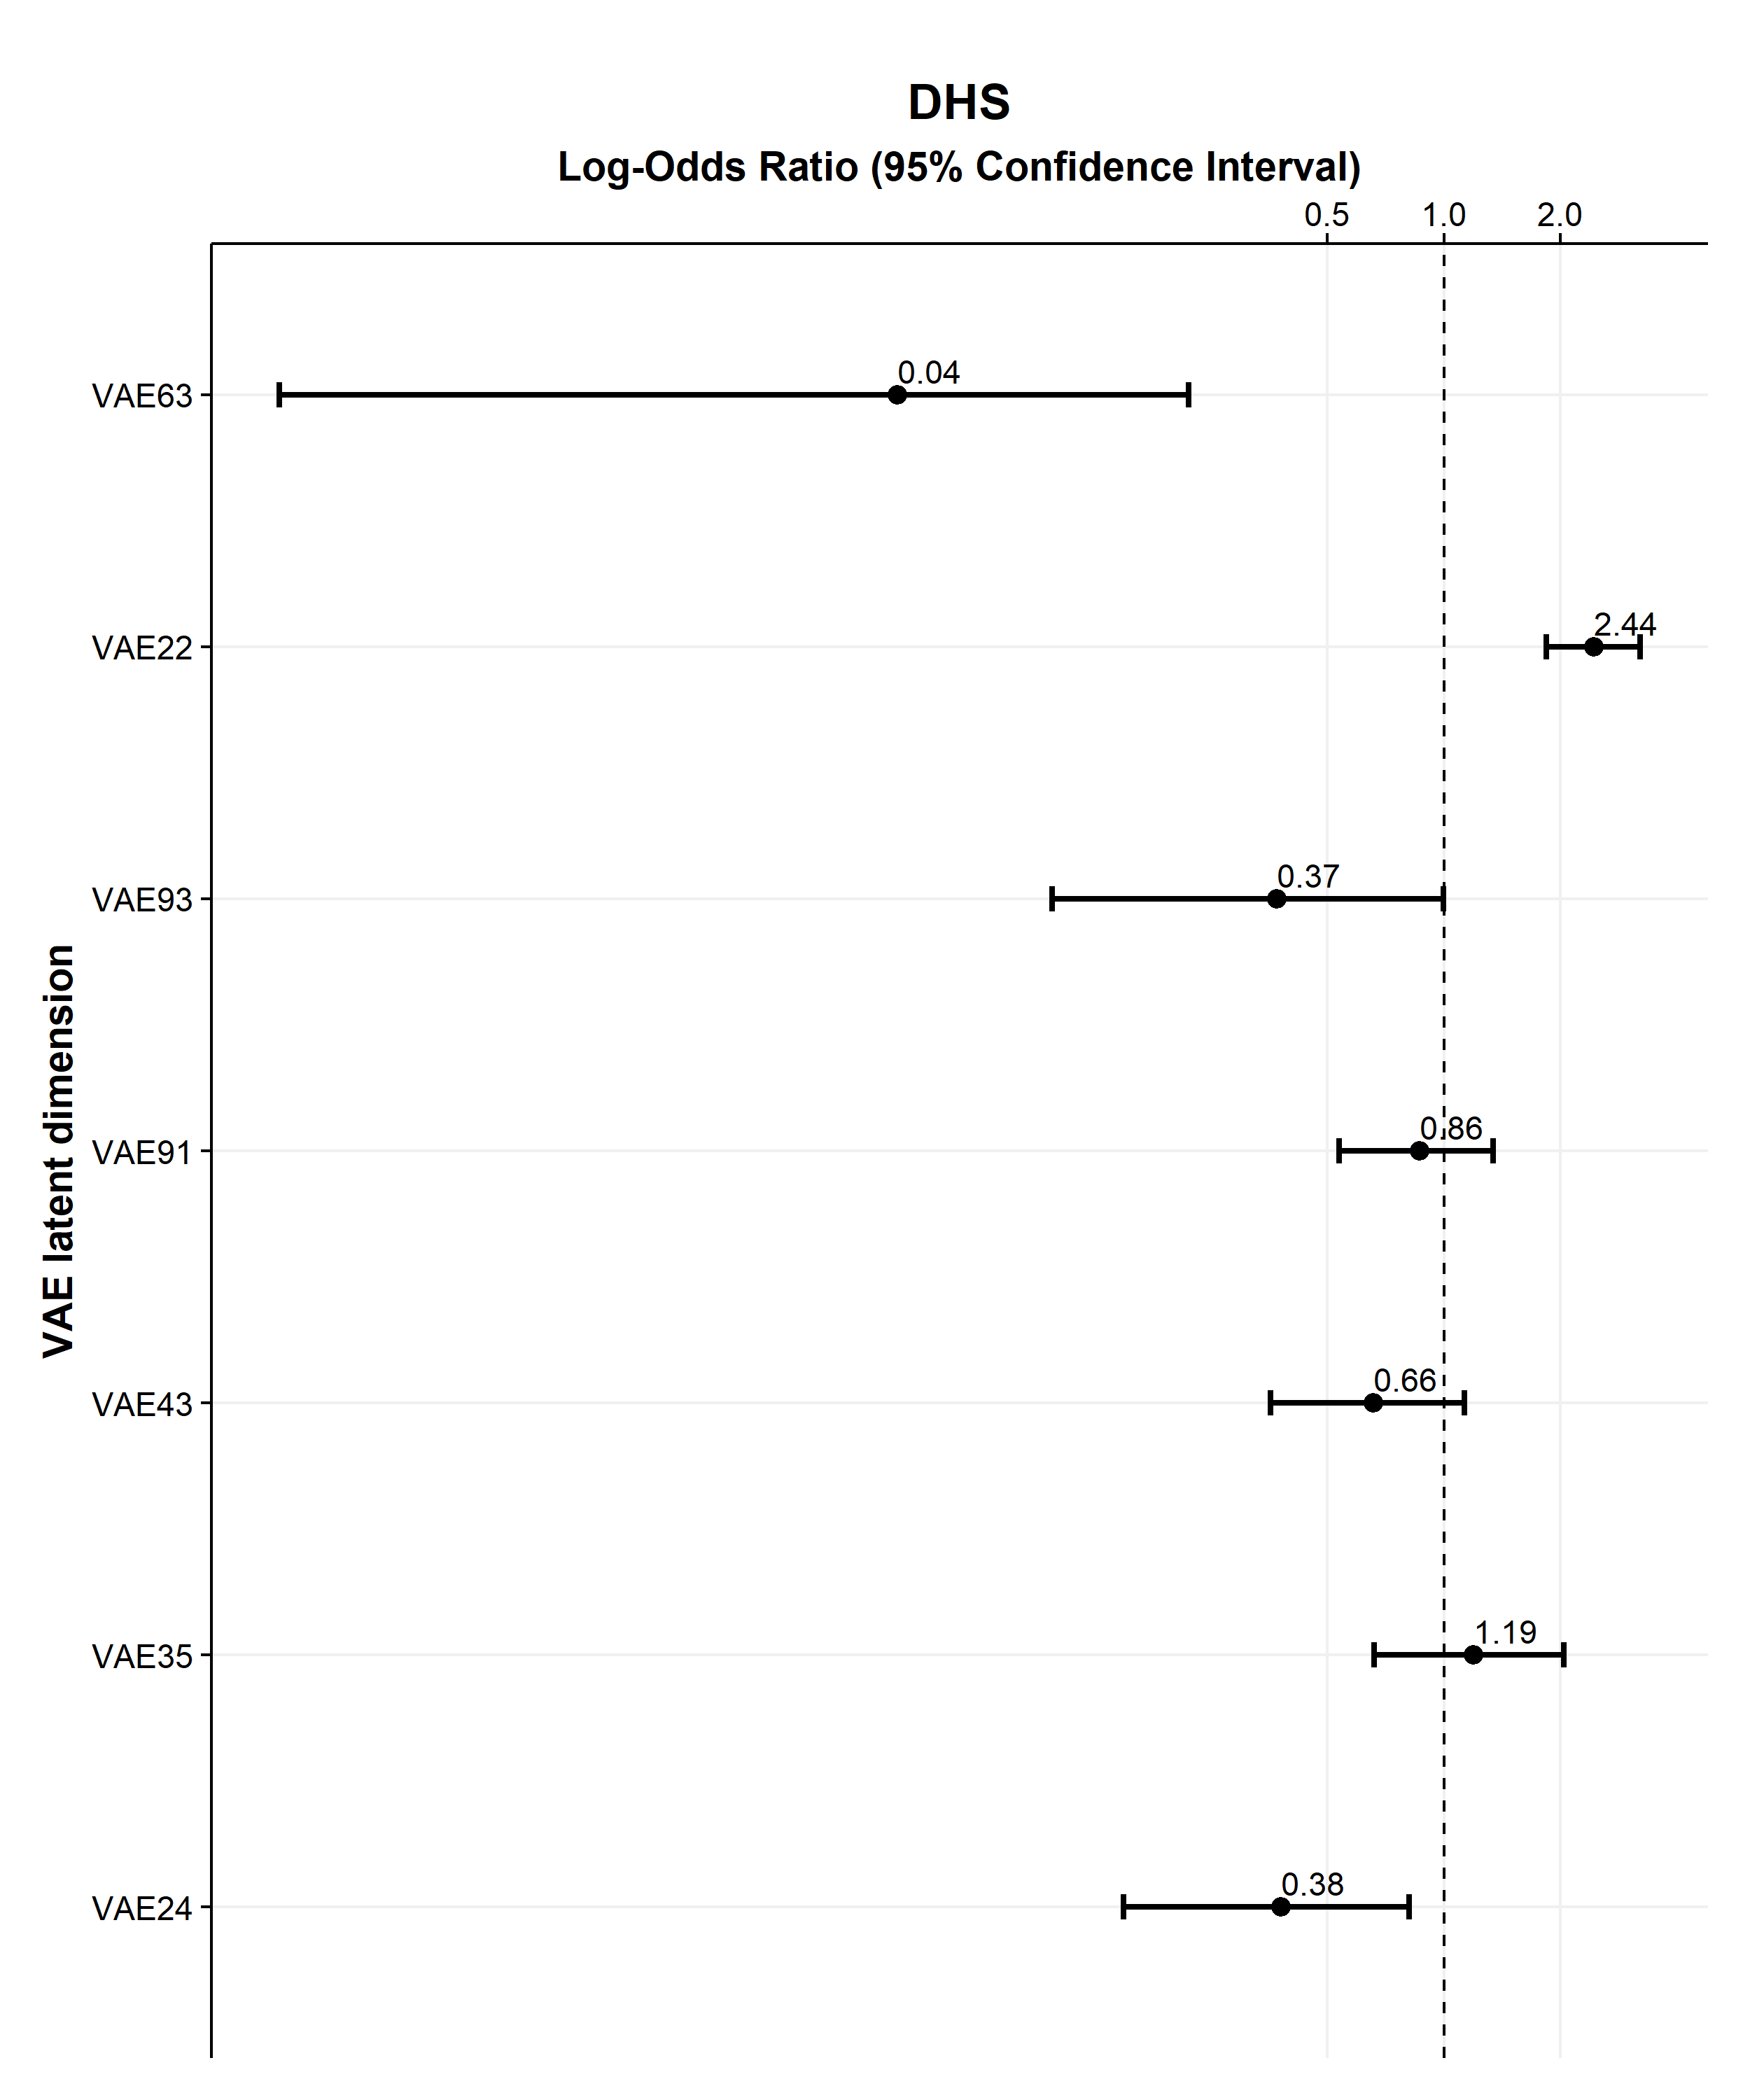 DHS
Log-Odds Ratio (95% Confidence Interval)
0.5 1.0 2.0
VAE63 0.04
VAE22 2.44
VAE93 0.37
VAE91 0.86
VAE43 0.66
VAE35 1.19
VAE24 0.38
VAE latent dimension